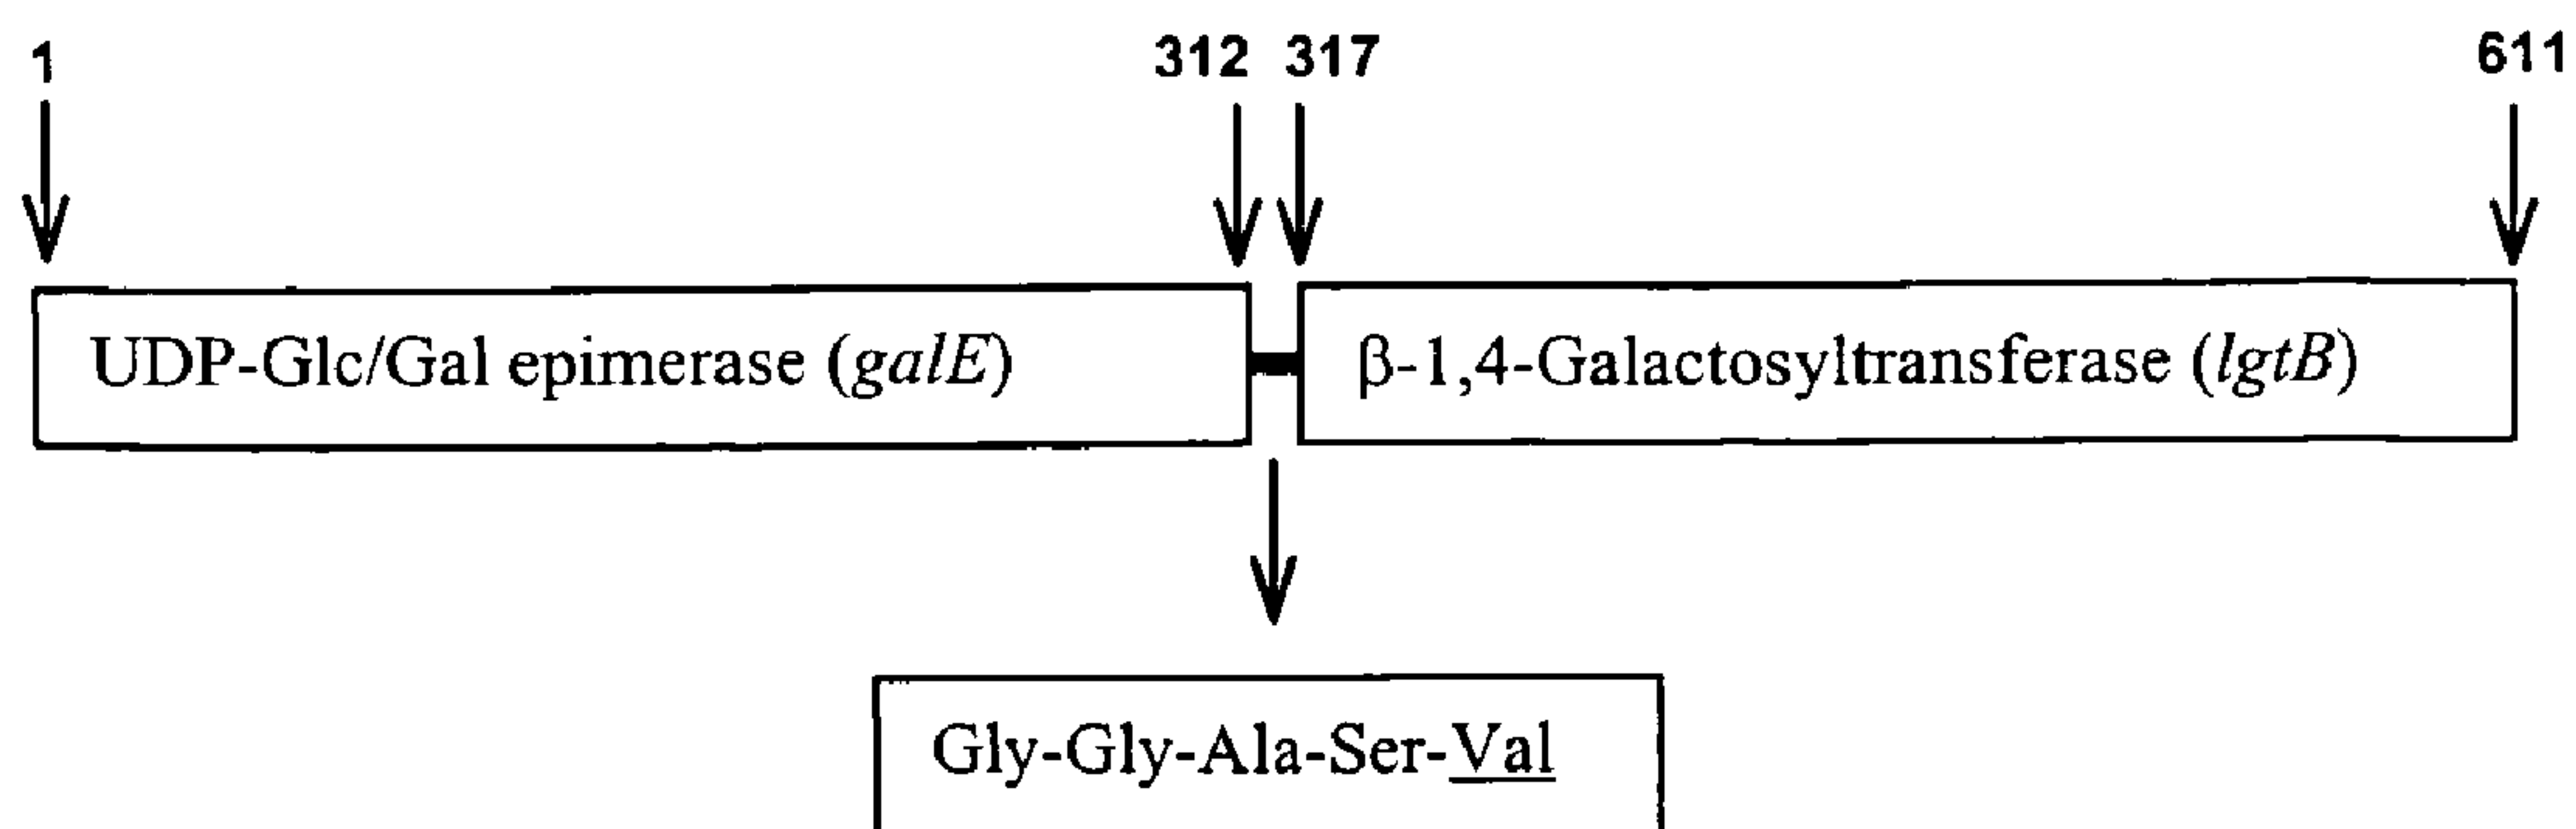 1 312 317 611
UDP-Glc/Gal epimerase (galE) β-1,4-Galactosyltransferase (lgtB)
Gly-Gly-Ala-Ser-Val